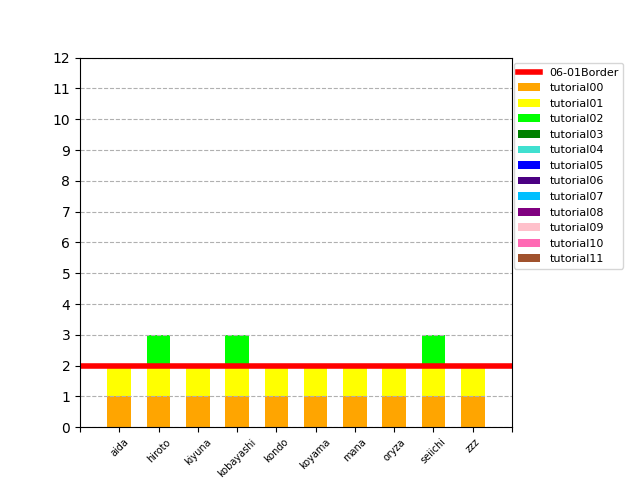 12
11
10
9
8
7
6
5
4
3
2
1
0
aida
hiroto
kiyuna
kobayashi
kondo
koyama
mana
oryza
seiichi
zzz
06-01Border
tutorial00
tutorial01
tutorial02
tutorial03
tutorial04
tutorial05
tutorial06
tutorial07
tutorial08
tutorial09
tutorial10
tutorial11